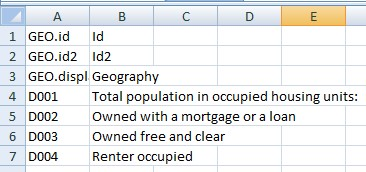 A B C D E
1 GEO.id Id
2 GEO.id2 Id2
3 GEO.displ Geography
4 D001 Total population in occupied housing units:
5 D002 Owned with a mortgage or a loan
6 D003 Owned free and clear
7 D004 Renter occupied